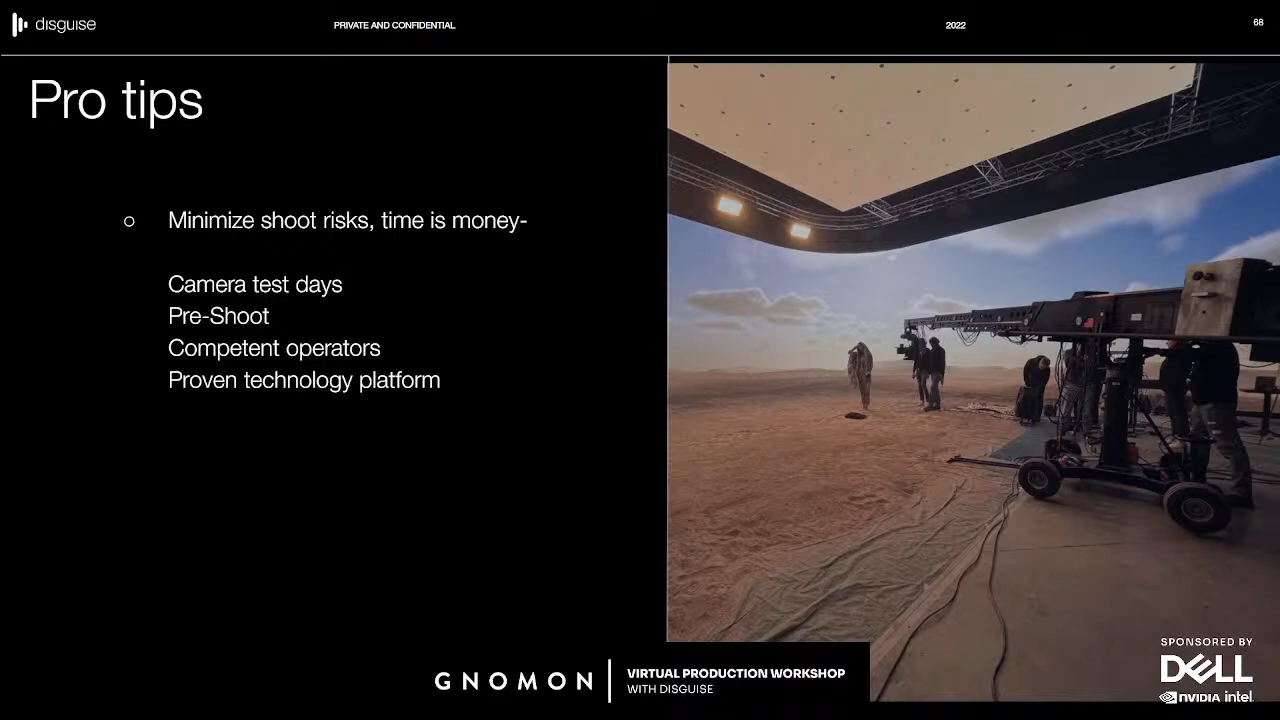 disguise
PRIVATE AND CONFIDENTIAL
2022
68
Pro tips
Minimize shoot risks, time is money-
Camera test days
Pre-Shoot
Competent operators
Proven technology platform
GNOMON
VIRTUAL PRODUCTION WORKSHOP
WITH DISGUISE
SPONSORED BY
DELL
NVIDIA intel